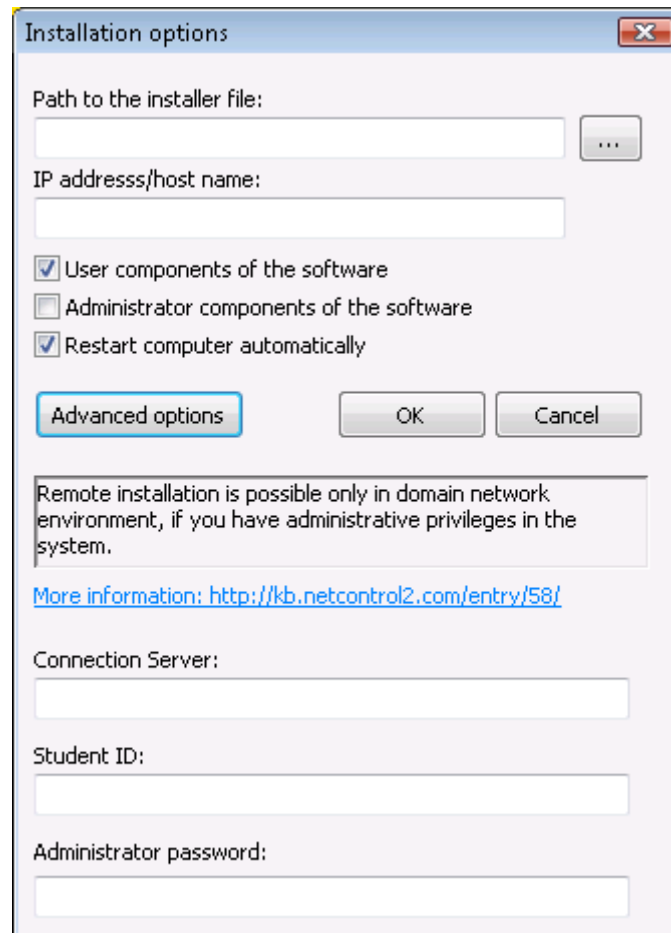 Installation options
Path to the installer file:
...
IP addresss/host name:
User components of the software
Administrator components of the software
Restart computer automatically
Advanced options OK Cancel
Remote installation is possible only in domain network
environment, if you have administrative privileges in the
system.
More information: http://kb.netcontrol2.com/entry/58/
Connection Server:
Student ID:
Administrator password: